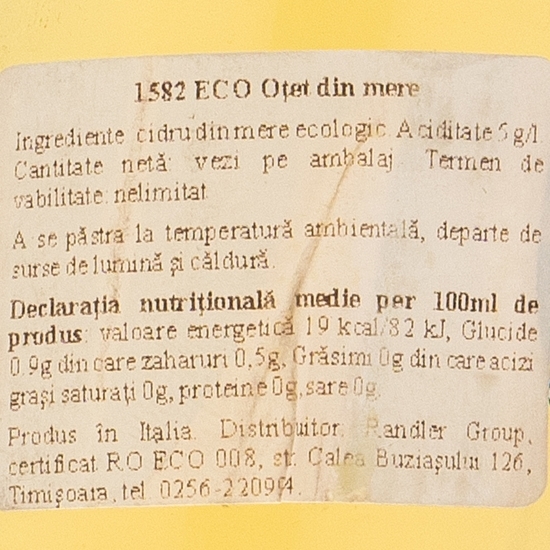 1582 ECO Oțet din mere
Ingrediente cidru din mere ecologic. Aciditate 5 g/l.
Cantitate netă: vezi pe ambalaj Termen de
vabilitate: nelimitat
A se păstra la temperatură ambientală, departe de
surse de lumină și căldură.
Declarația nutrițională medie per 100ml de
produs: valoare energetică 19 kcal/82 kJ, Glucide
0.9g din care zaharuri 0,5g, Grăsimi 0g din care acizi
grași saturați 0g, proteine 0g, sare 0g.
Produs în Italia. Distribuitor: Randler Group,
certificat RO ECO 008, str. Calea Buziașului 126,
Timișoara, tel. 0256-220994.